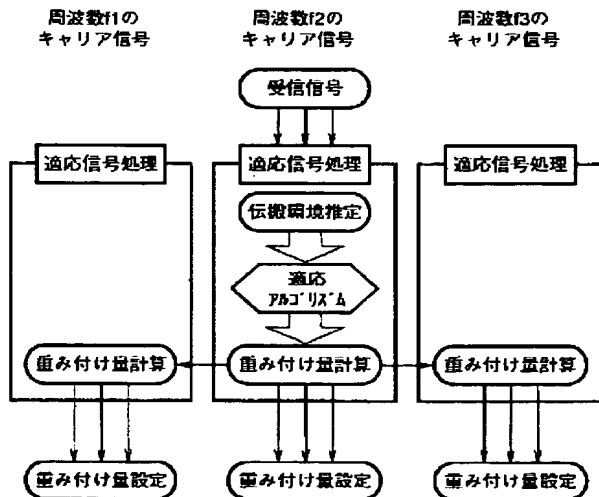 周波数f1の
キャリア信号
周波数f2の
キャリア信号
周波数f3の
キャリア信号
受信信号
適応信号処理
適応信号処理
適応信号処理
伝搬環境推定
適応
ｱﾙｺﾞﾘｽﾞﾑ
重み付け量計算
重み付け量計算
重み付け量計算
重み付け量設定
重み付け量設定
重み付け量設定